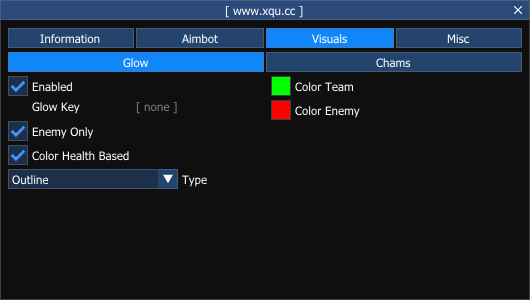 [ www.xqu.cc ]
Information Aimbot Visuals Misc
Glow Chams
Enabled Color Team
Glow Key [ none ] Color Enemy
Enemy Only
Color Health Based
Outline Type